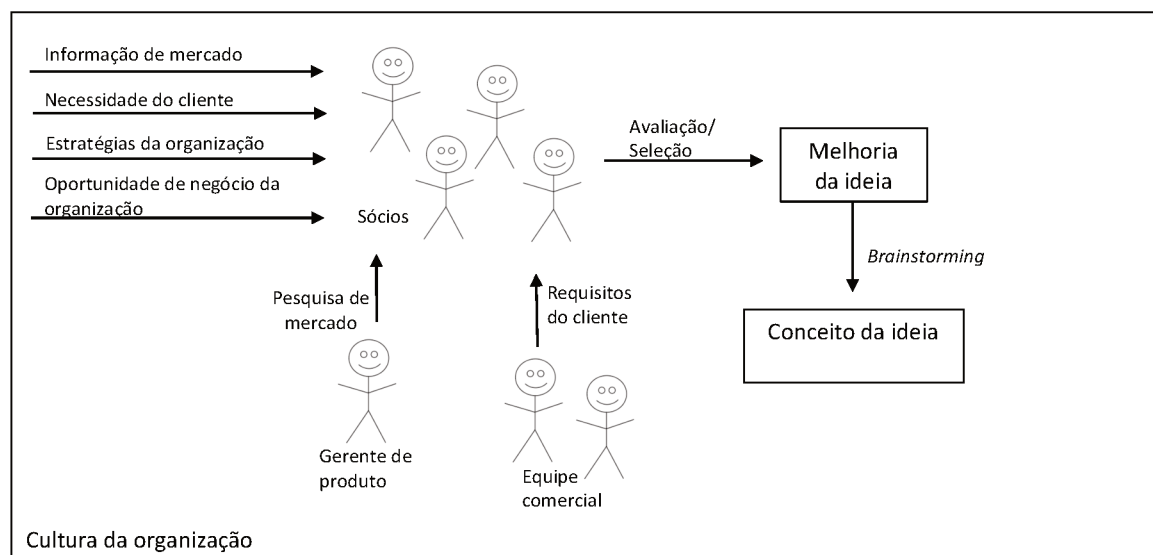 Informação de mercado
Necessidade do cliente
Estratégias da organização
Oportunidade de negócio da
organização
Sócios
Avaliação/
Seleção
Melhoria
da ideia
Brainstorming
Conceito da ideia
Pesquisa de
mercado
Requisitos
do cliente
Gerente de
produto
Equipe
comercial
Cultura da organização